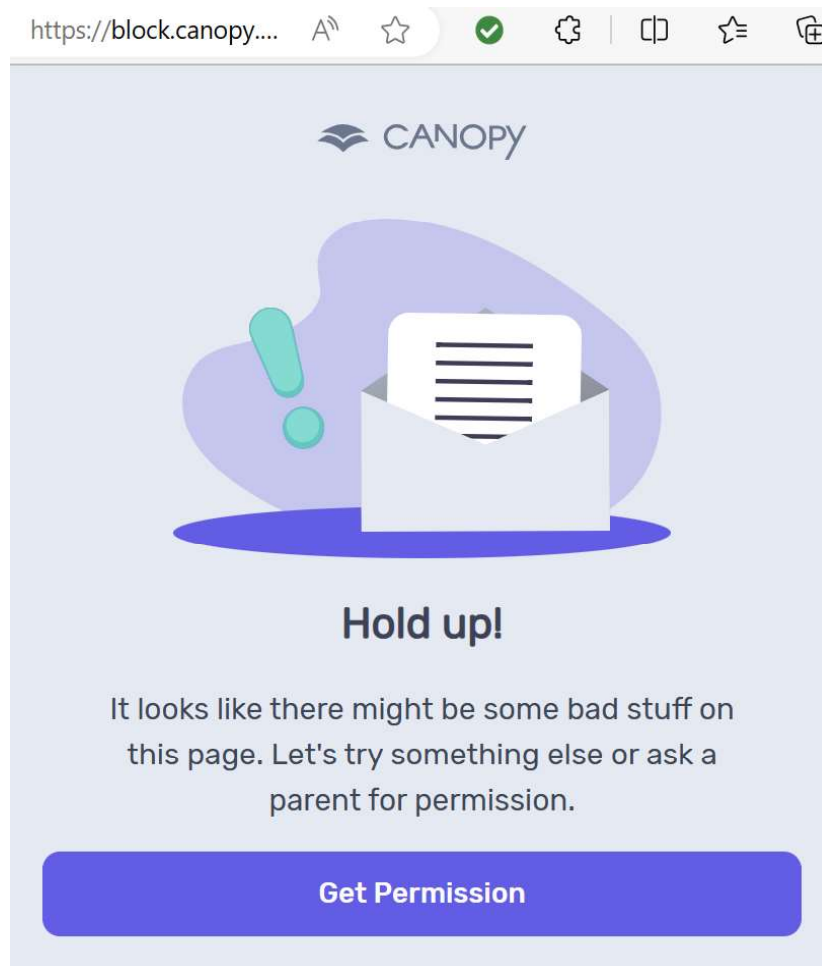 https://block.canopy....
CANOPY
Hold up!
It looks like there might be some bad stuff on
this page. Let's try something else or ask a
parent for permission.
Get Permission